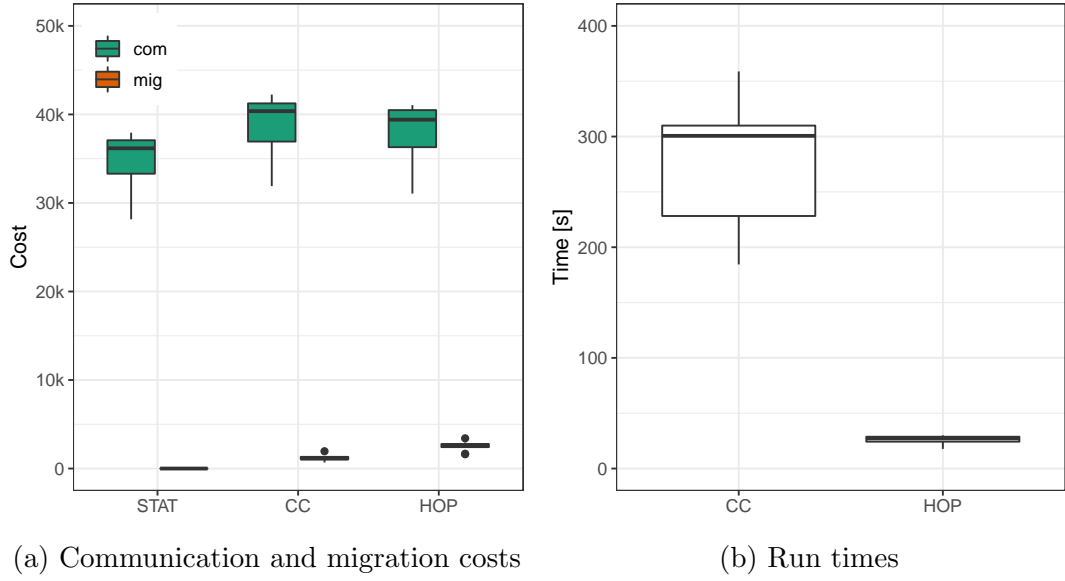 50k
40k
30k
20k
10k
0
Cost
com
mig
STAT CC HOP
(a) Communication and migration costs
400
300
200
100
0
Time [s]
CC HOP
(b) Run times